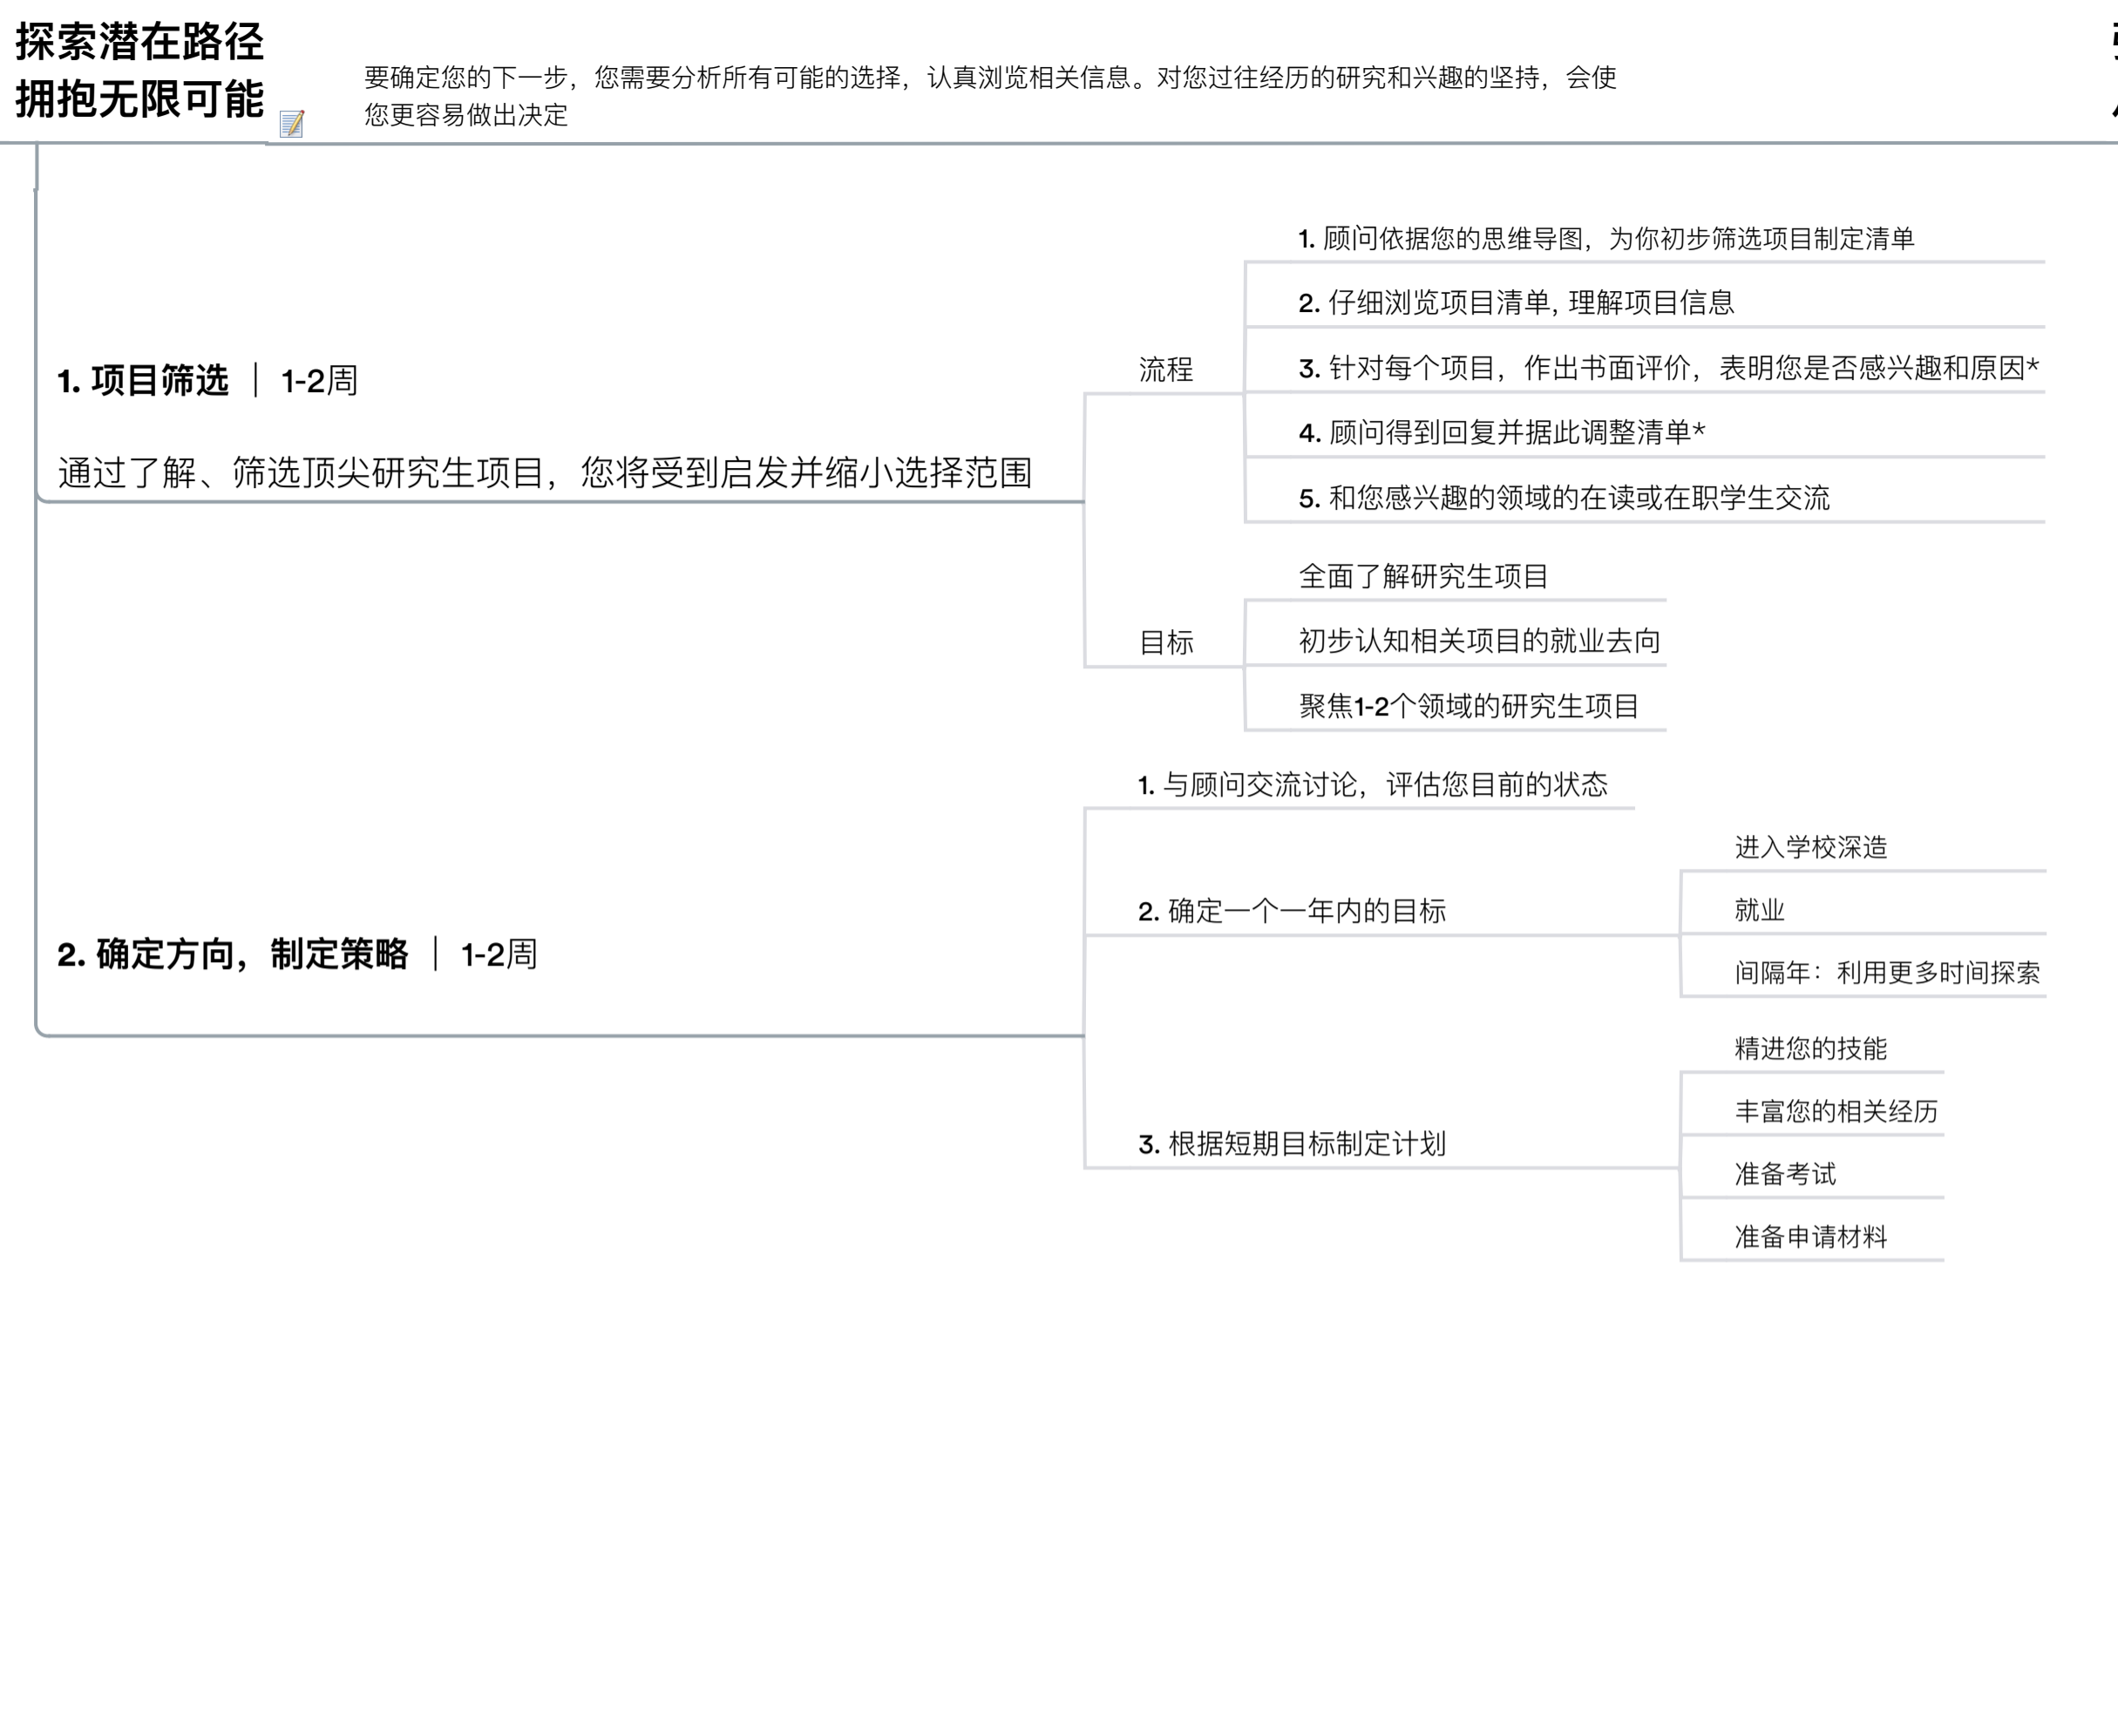 探索潜在路径
拥抱无限可能
要确定您的下一步，您需要分析所有可能的选择，认真浏览相关信息。对您过往经历的研究和兴趣的坚持，会使
您更容易做出决定
1. 项目筛选 ｜ 1-2周
通过了解、筛选顶尖研究生项目，您将受到启发并缩小选择范围
流程
1. 顾问依据您的思维导图，为你初步筛选项目制定清单
2. 仔细浏览项目清单, 理解项目信息
3. 针对每个项目，作出书面评价，表明您是否感兴趣和原因*
4. 顾问得到回复并据此调整清单*
5. 和您感兴趣的领域的在读或在职学生交流
目标
全面了解研究生项目
初步认知相关项目的就业去向
聚焦1-2个领域的研究生项目
2. 确定方向，制定策略 ｜ 1-2周
1. 与顾问交流讨论，评估您目前的状态
2. 确定一个一年内的目标
进入学校深造
就业
间隔年：利用更多时间探索
3. 根据短期目标制定计划
精进您的技能
丰富您的相关经历
准备考试
准备申请材料